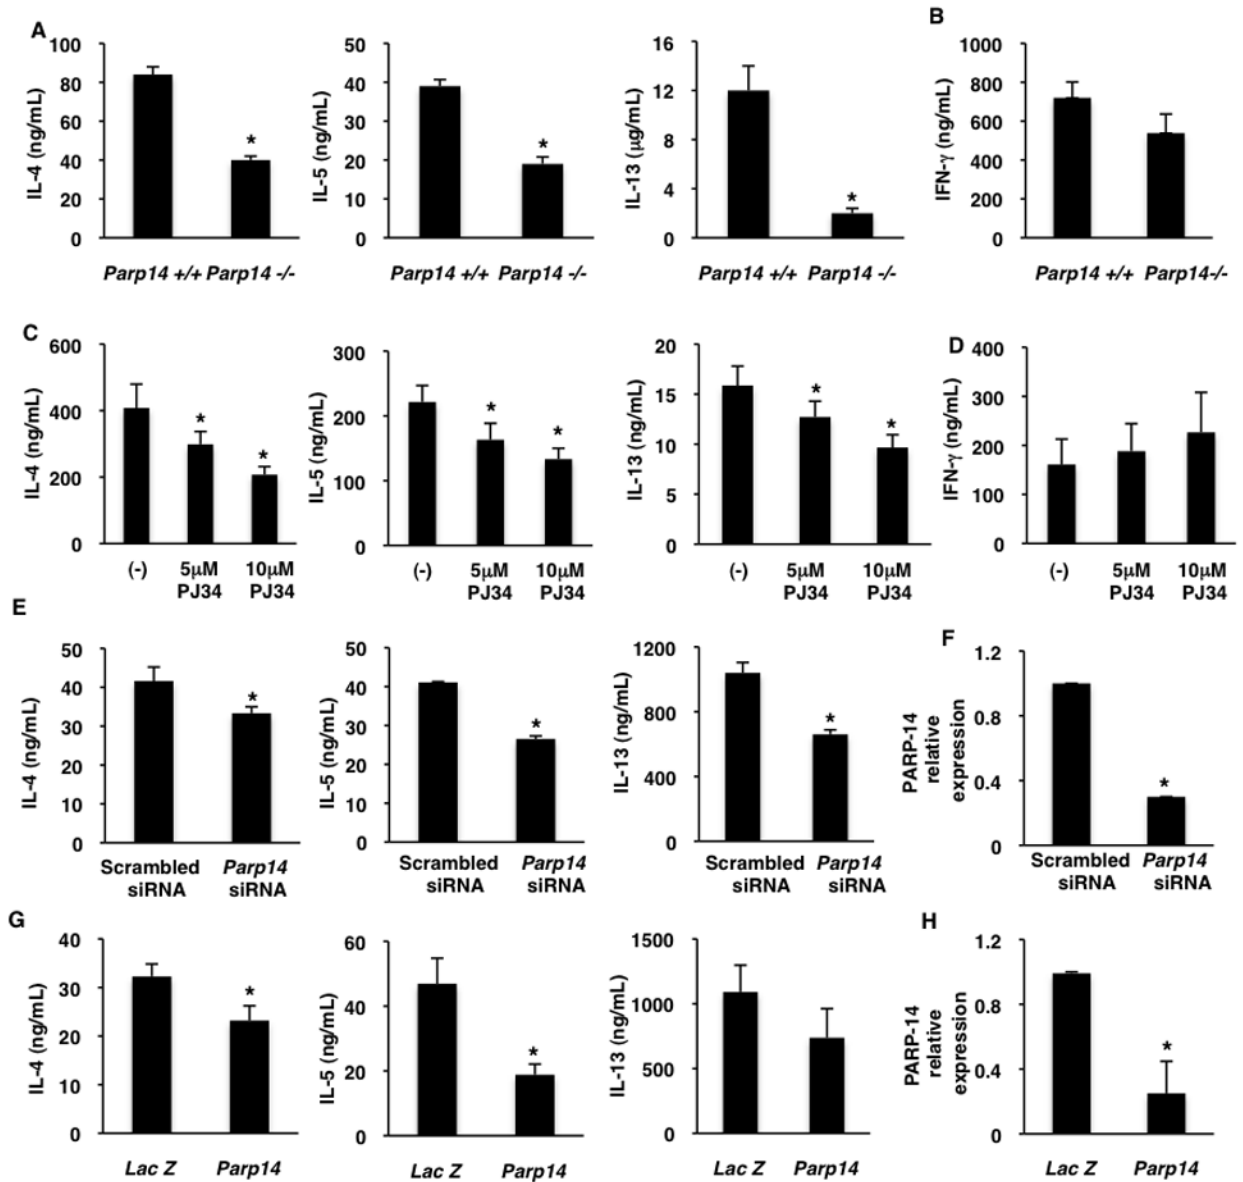 A
100
80
60
40
20
0
IL-4 (ng/mL)
*
Parp14 +/+ Parp14 -/-
50
40
30
20
10
0
IL-5 (ng/mL)
*
Parp14 +/+ Parp14 -/-
16
12
8
4
0
IL-13 (μg/mL)
*
Parp14 +/+ Parp14 -/-
B
1000
800
600
400
200
0
IFN-γ (ng/mL)
Parp14 +/+ Parp14-/-
C
600
400
200
0
IL-4 (ng/mL)
*
*
(-) 5μM 10μM
PJ34 PJ34
300
200
100
0
IL-5 (ng/mL)
*
*
(-) 5μM 10μM
PJ34 PJ34
20
15
10
5
0
IL-13 (ng/mL)
*
*
(-) 5μM 10μM
PJ34 PJ34
D
400
300
200
100
0
IFN-γ (ng/mL)
(-) 5μM 10μM
PJ34 PJ34
E
50
40
30
20
10
0
IL-4 (ng/mL)
*
Scrambled Parp14
siRNA siRNA
50
40
30
20
10
0
IL-5 (ng/mL)
*
Scrambled Parp14
siRNA siRNA
1200
800
400
0
IL-13 (ng/mL)
*
Scrambled Parp14
siRNA siRNA
F
1.2
0.8
0.4
0
PARP-14
relative
expression
*
Scrambled Parp14
siRNA siRNA
G
40
30
20
10
0
IL-4 (ng/mL)
*
Lac Z Parp14
60
40
20
0
IL-5 (ng/mL)
*
Lac Z Parp14
1500
1000
500
0
IL-13 (ng/mL)
Lac Z Parp14
H
1.2
0.8
0.4
0
PARP-14
relative
expression
*
Lac Z Parp14